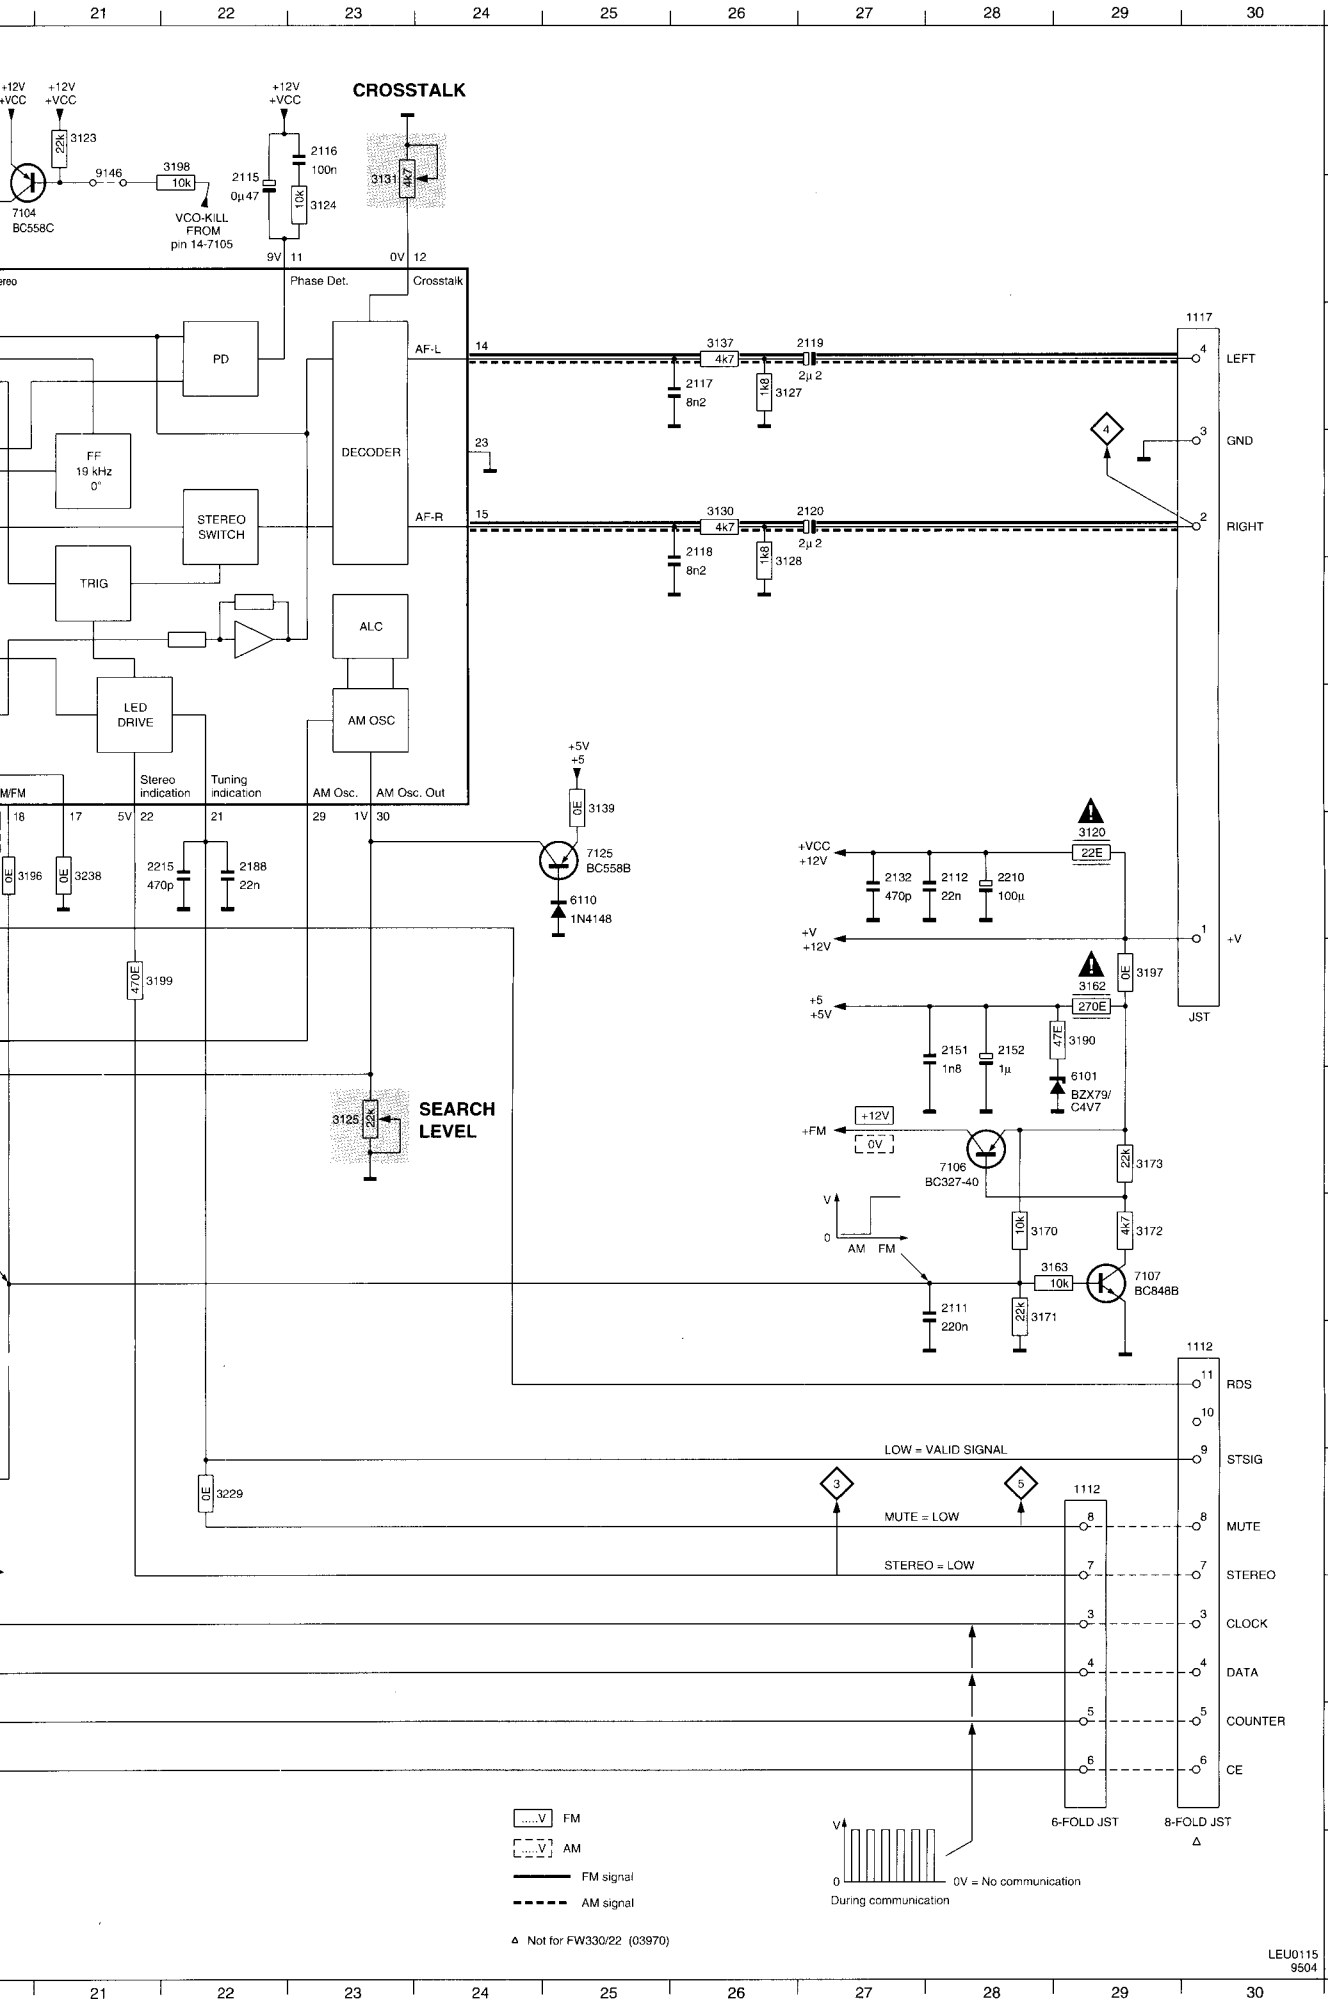 21 22 23 24 25 26 27 28 29 30
+12V
+VCC
+12V
+VCC
22k
3123
9146
3198
10k
7104
BC558C
VCO-KILL
FROM
pin 14-7105
+12V
+VCC
2116
100n
2115
0µ47
10k
3124
CROSSTALK
3131
4k7
9V 11
0V 12
Phase Det.
Crosstalk
PD
FF
19 kHz
0°
STEREO
SWITCH
TRIG
LED
DRIVE
DECODER
ALC
AM OSC
AF-L
14
23
AF-R
15
3137
4k7
2119
2µ2
2117
8n2
1k8
3127
3130
4k7
2120
2µ2
2118
8n2
1k8
3128
1117
4
LEFT
3
GND
2
RIGHT
4
1
+V
JST
Stereo
indication
Tuning
indication
AM Osc.
AM Osc. Out
18
17
5V 22
21
29
1V 30
0E
3196
0E
3238
2215
470p
2188
22n
470E
3199
+5V
+5
0E
3139
7125
BC558B
6110
1N4148
+VCC
+12V
2132
470p
2112
22n
2210
100µ
!
3120
22E
+V
+12V
0E
3197
!
3162
270E
+5
+5V
2151
1n8
2152
1µ
47E
3190
6101
BZX79/
C4V7
3125
22k
SEARCH
LEVEL
+12V
+FM
0V
7106
BC327-40
22k
3173
V
0
AM FM
10k
3170
4k7
3172
3163
10k
7107
BC848B
2111
220n
22k
3171
1112
11
RDS
10
LOW = VALID SIGNAL
9
STSIG
0E
3229
3
5
1112
MUTE = LOW
8
8
MUTE
STEREO = LOW
7
7
STEREO
3
3
CLOCK
4
4
DATA
5
5
COUNTER
6
6
CE
6-FOLD JST
8-FOLD JST
Δ
.....V FM
.....V AM
FM signal
AM signal
V
0
0V = No communication
During communication
Δ Not for FW330/22 (03970)
LEU0115
9504
21 22 23 24 25 26 27 28 29 30